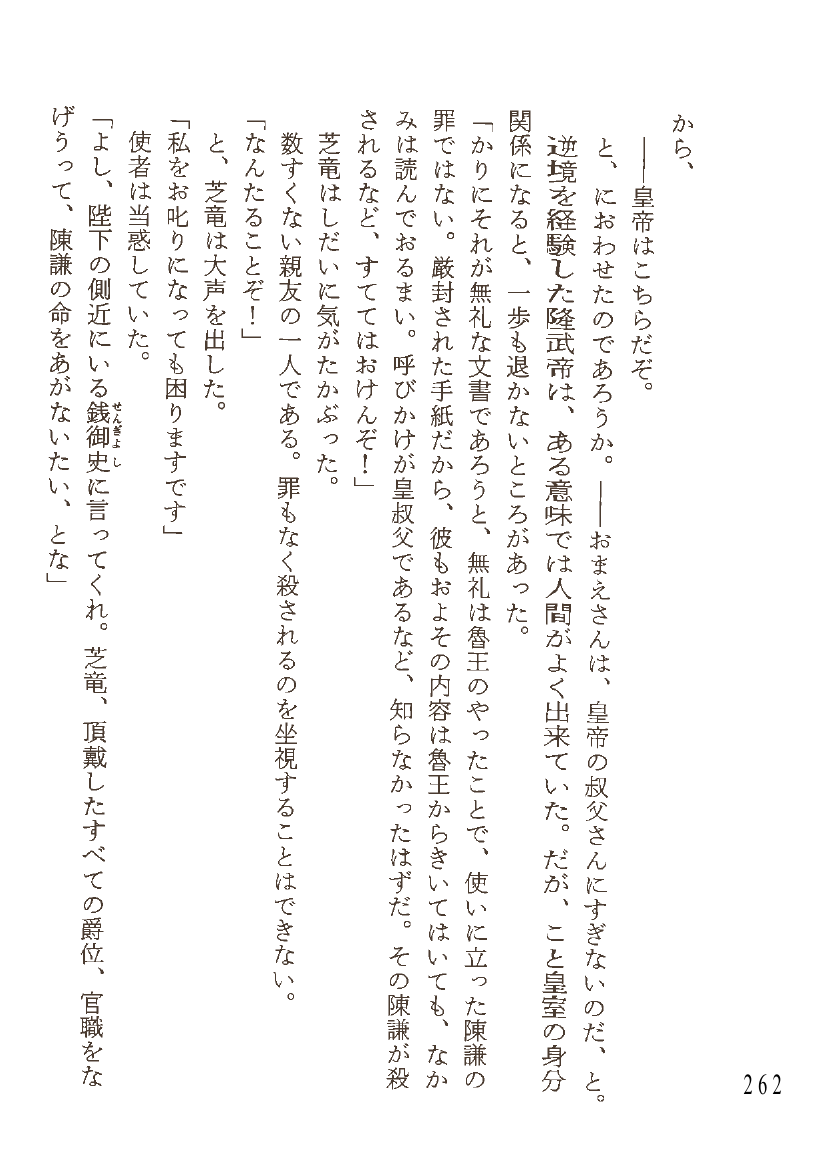 から、
――皇帝はこちらだぞ。
と、におわせたのであろうか。――おまえさんは、皇帝の叔父さんにすぎないのだ、と。
逆境を経験した隆武帝は、ある意味では人間がよく出来ていた。だが、こと皇室の身分
関係になると、一歩も退かないところがあった。
「かりにそれが無礼な文書であろうと、無礼は魯王のやったことで、使いに立った陳謙の
罪ではない。厳封された手紙だから、彼もおよその内容は魯王からきいてはいても、なか
みは読んでおるまい。呼びかけが皇叔父であるなど、知らなかったはずだ。その陳謙が殺
されるなど、すててはおけんぞ！」
芝竜はしだいに気がたかぶった。
数すくない親友の一人である。罪もなく殺されるのを坐視することはできない。
「なんたることぞ！」
と、芝竜は大声を出した。
「私をお叱りになっても困りますです」
使者は当惑していた。
「よし、陛下の側近にいる銭御史に言ってくれ。芝竜、頂戴したすべての爵位、官職をな
せんぎょし
げうって、陳謙の命をあがないたい、とな」
262